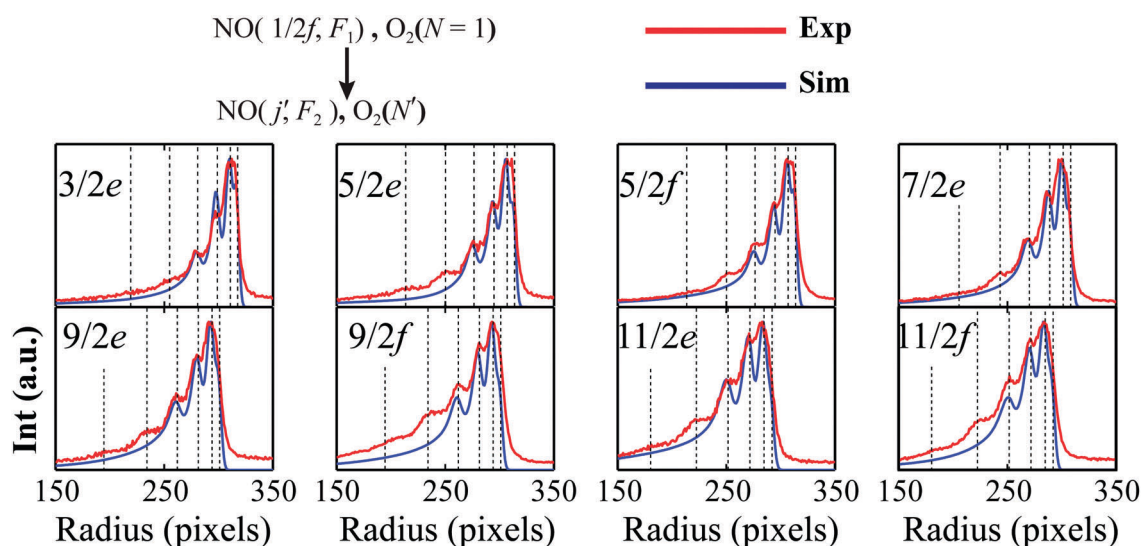 NO( 1/2f, F₁) , O₂(N = 1)
NO(j′, F₂), O₂(N′)
Exp
Sim
3/2e
5/2e
5/2f
7/2e
9/2e
9/2f
11/2e
11/2f
Int (a.u.)
150 250 350
150 250 350
150 250 350
150 250 350
Radius (pixels)
Radius (pixels)
Radius (pixels)
Radius (pixels)